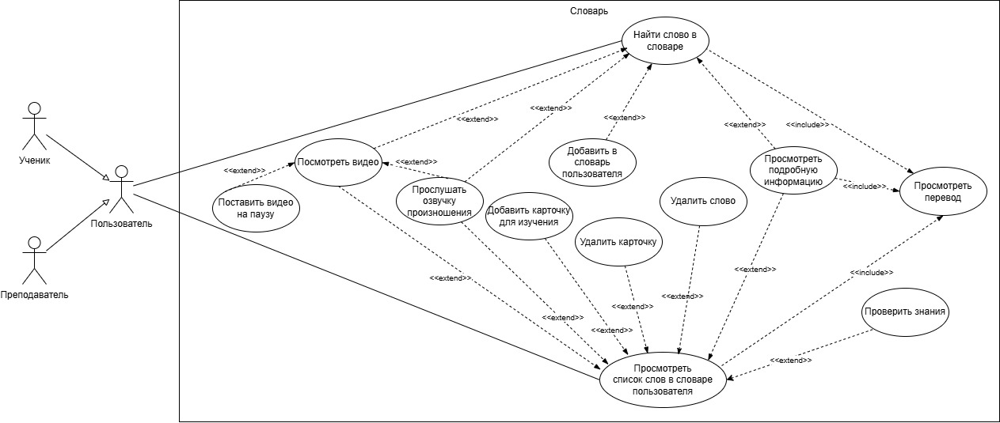 Словарь
Найти слово в
словаре
<<extend>>
<<extend>>
<<extend>>
<<extend>>
<<include>>
Ученик
Посмотреть видео
<<extend>>
<<extend>>
Добавить в
словарь
пользователя
Просмотреть
подробную
информацию
<<include>>
Просмотреть
перевод
Пользователь
Поставить видео
на паузу
Прослушать
озвучку
произношения
Добавить карточку
для изучения
Удалить слово
Удалить карточку
Преподаватель
<<extend>>
<<extend>>
<<include>>
<<extend>>
<<extend>>
<<extend>>
<<extend>>
Проверить знания
<<extend>>
Просмотреть
список слов в словаре
пользователя